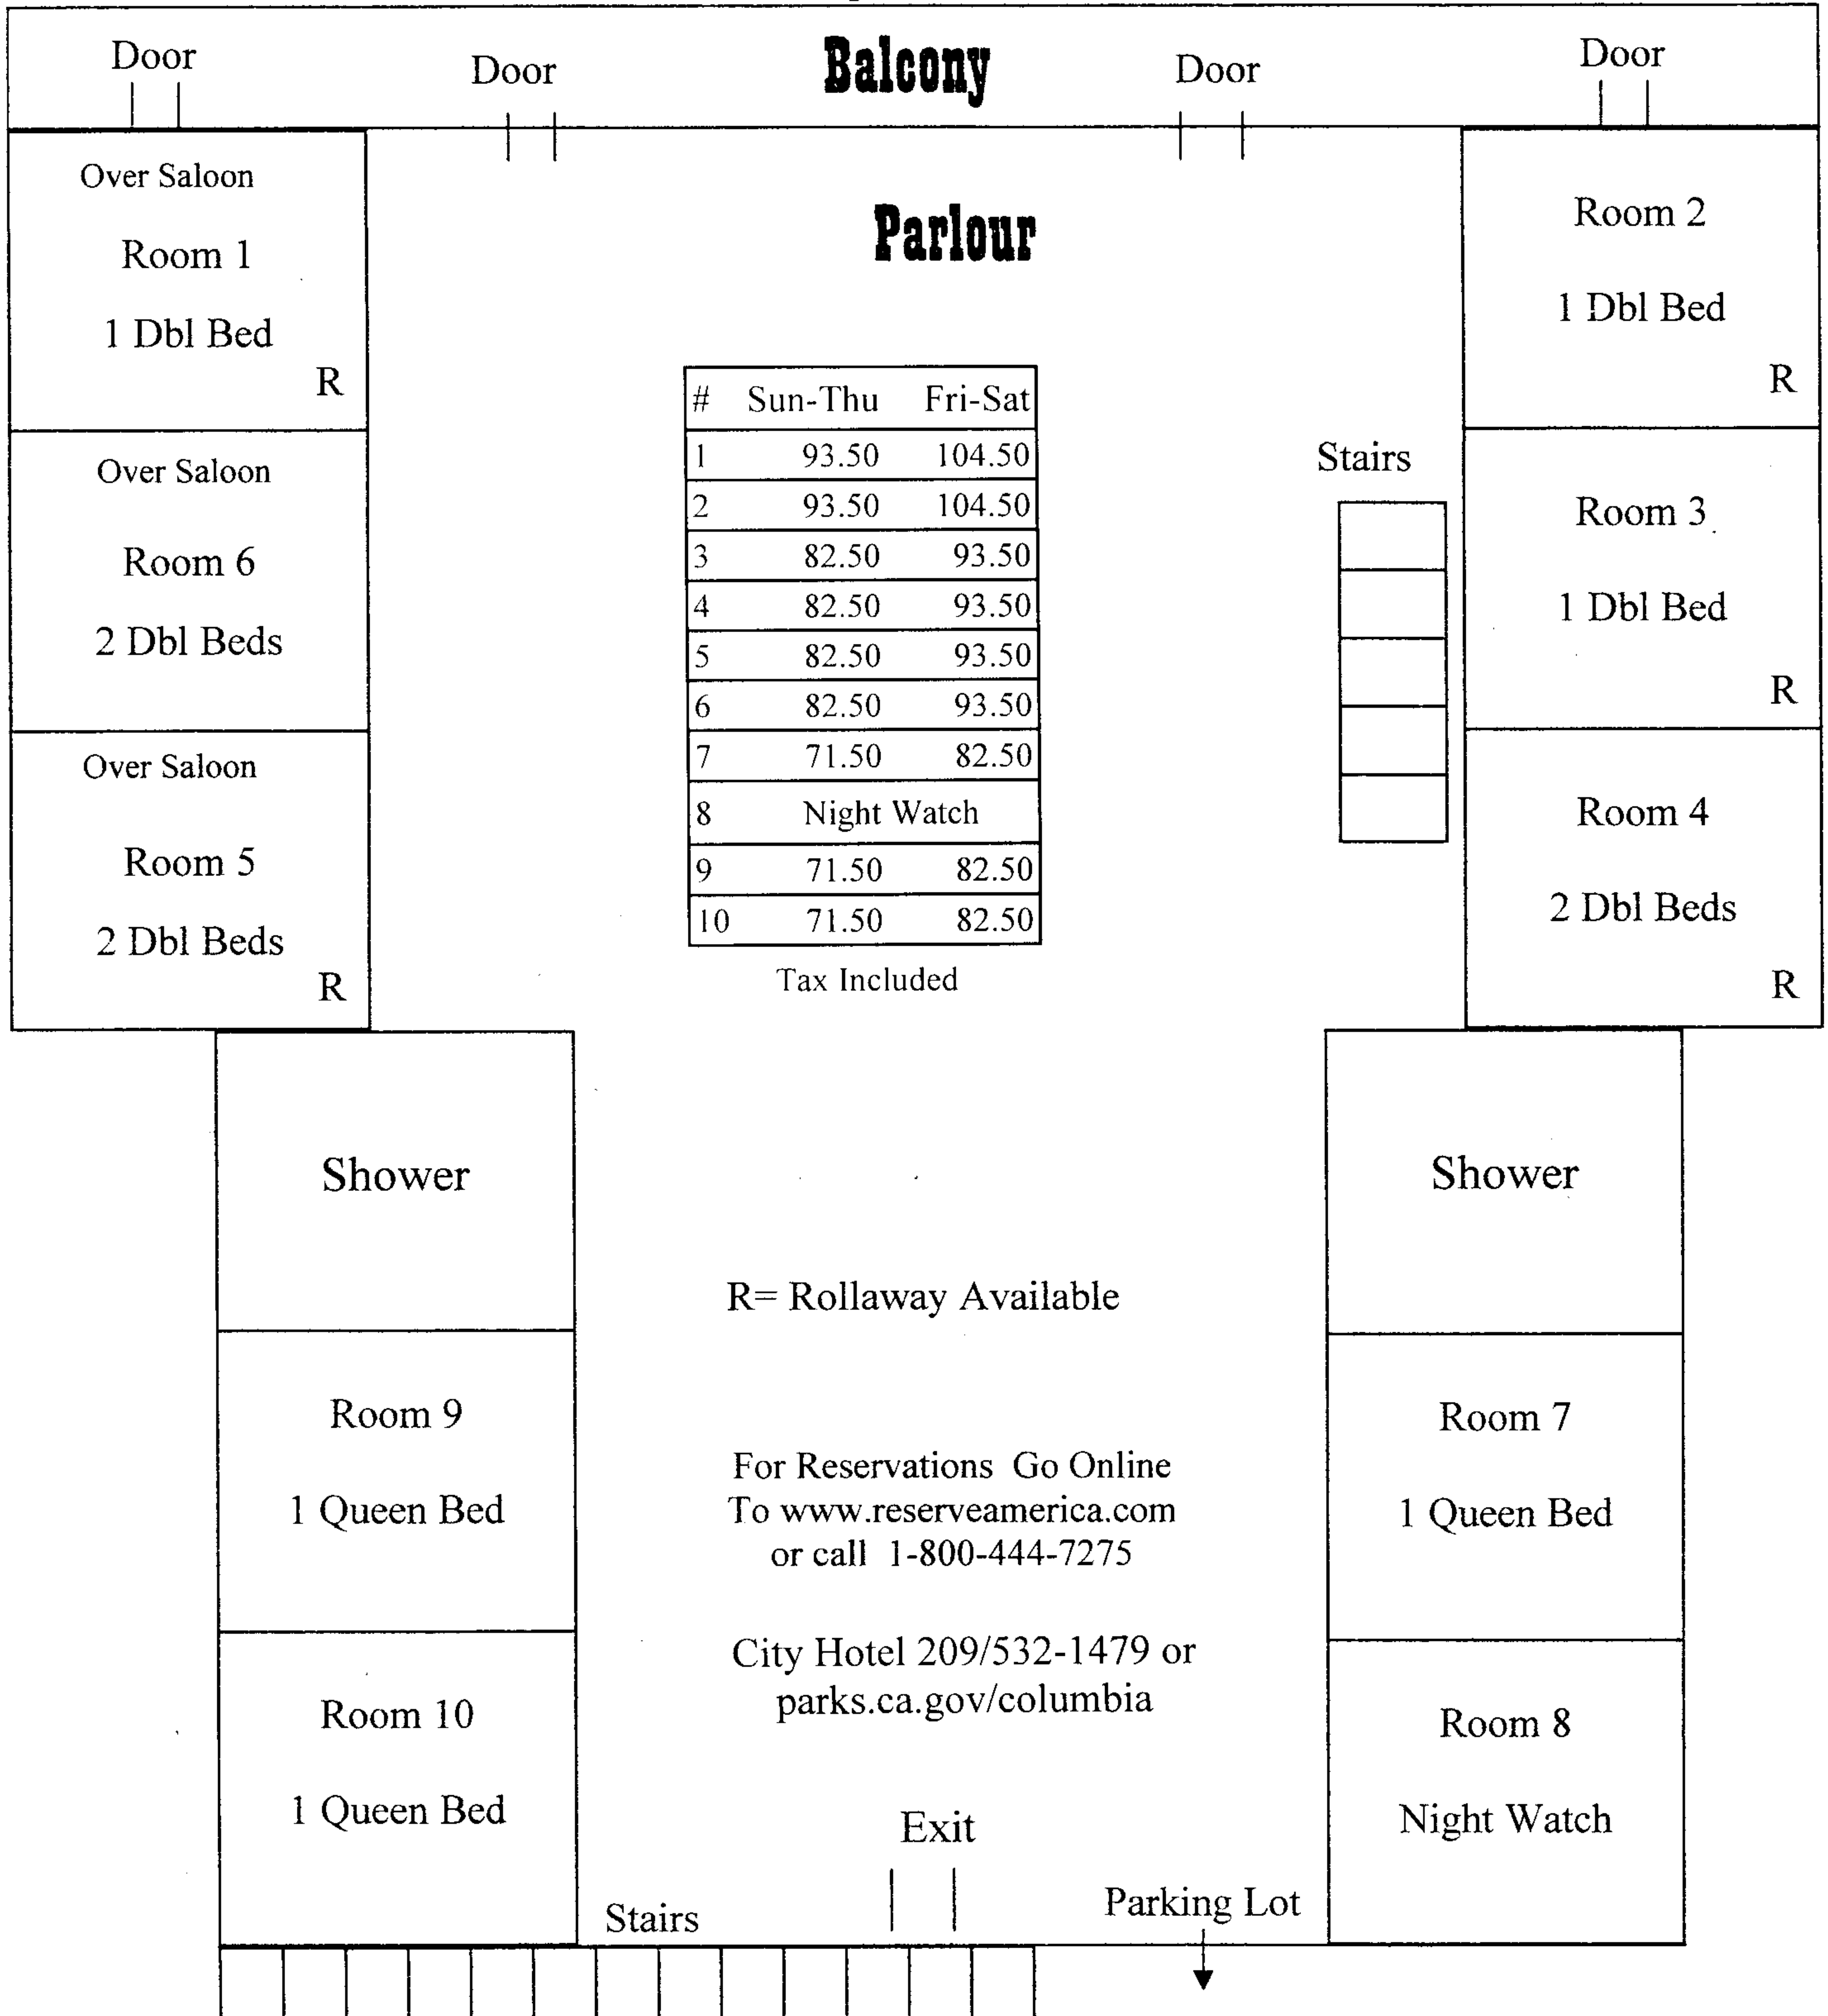 Balcony
Door
Door
Door
Door
Over Saloon
Room 1
1 Dbl Bed
R
Parlour
Room 2
1 Dbl Bed
R
# Sun-Thu Fri-Sat
1 93.50 104.50
2 93.50 104.50
3 82.50 93.50
4 82.50 93.50
5 82.50 93.50
6 82.50 93.50
7 71.50 82.50
8 Night Watch
9 71.50 82.50
10 71.50 82.50
Tax Included
Stairs
Over Saloon
Room 6
2 Dbl Beds
Room 3
1 Dbl Bed
R
Over Saloon
Room 5
2 Dbl Beds
R
Room 4
2 Dbl Beds
R
Shower
Shower
R= Rollaway Available
Room 9
1 Queen Bed
For Reservations Go Online
To www.reserveamerica.com
or call 1-800-444-7275
Room 7
1 Queen Bed
City Hotel 209/532-1479 or
parks.ca.gov/columbia
Room 10
1 Queen Bed
Room 8
Night Watch
Exit
Stairs
Parking Lot